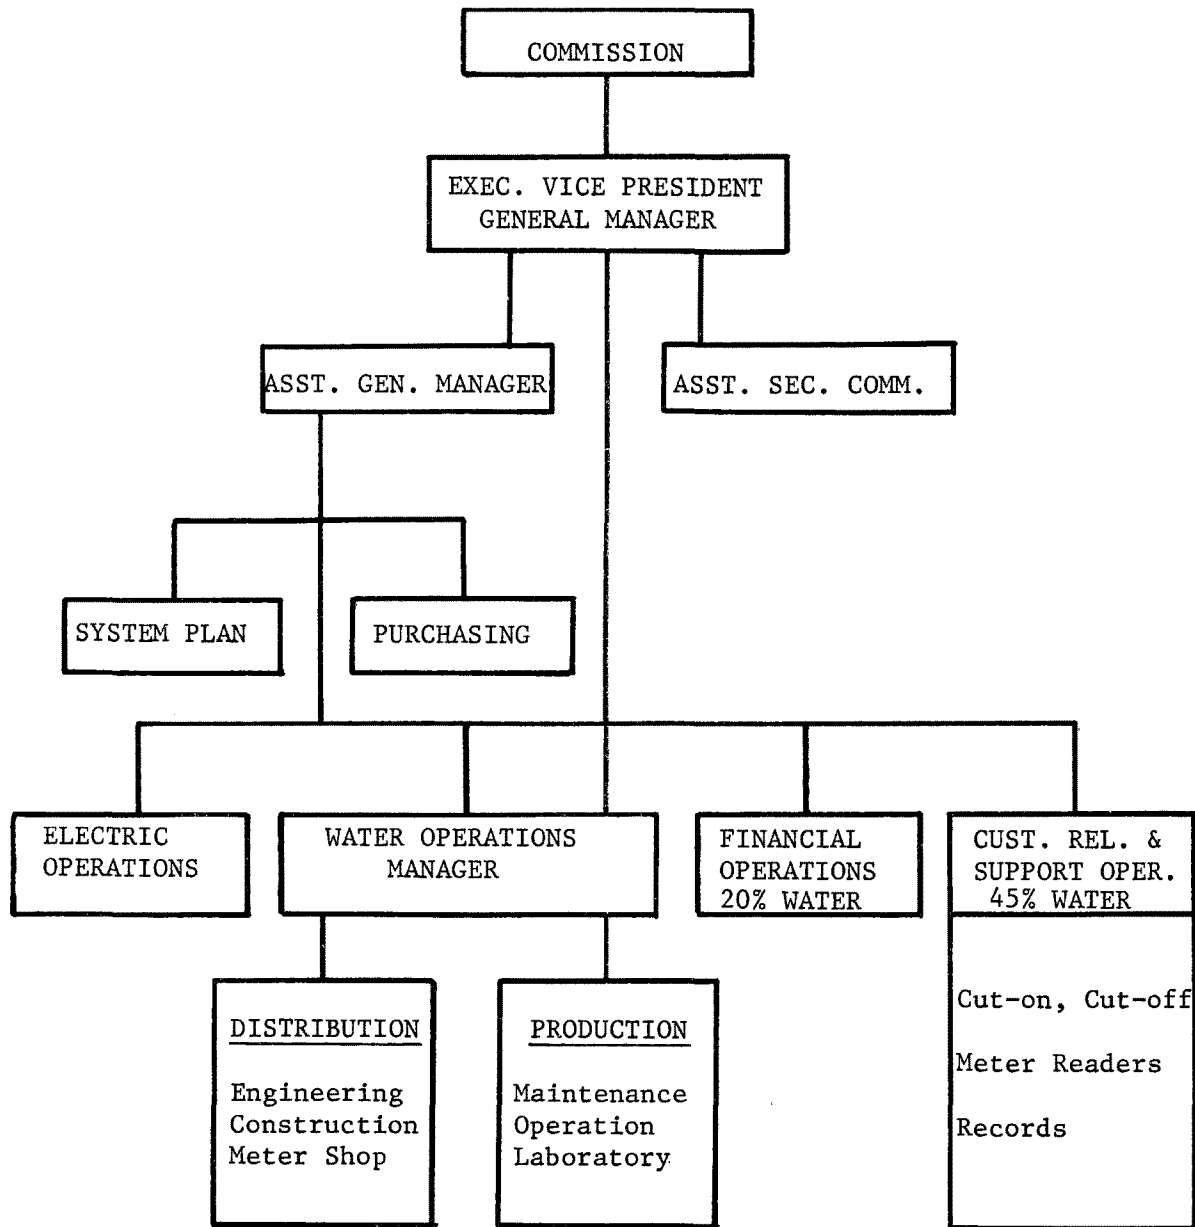 COMMISSION
EXEC. VICE PRESIDENT
GENERAL MANAGER
ASST. GEN. MANAGER
ASST. SEC. COMM.
SYSTEM PLAN
PURCHASING
ELECTRIC
OPERATIONS
WATER OPERATIONS
MANAGER
FINANCIAL
OPERATIONS
20% WATER
CUST. REL. &
SUPPORT OPER.
45% WATER
DISTRIBUTION
Engineering
Construction
Meter Shop
PRODUCTION
Maintenance
Operation
Laboratory
Cut-on, Cut-off
Meter Readers
Records